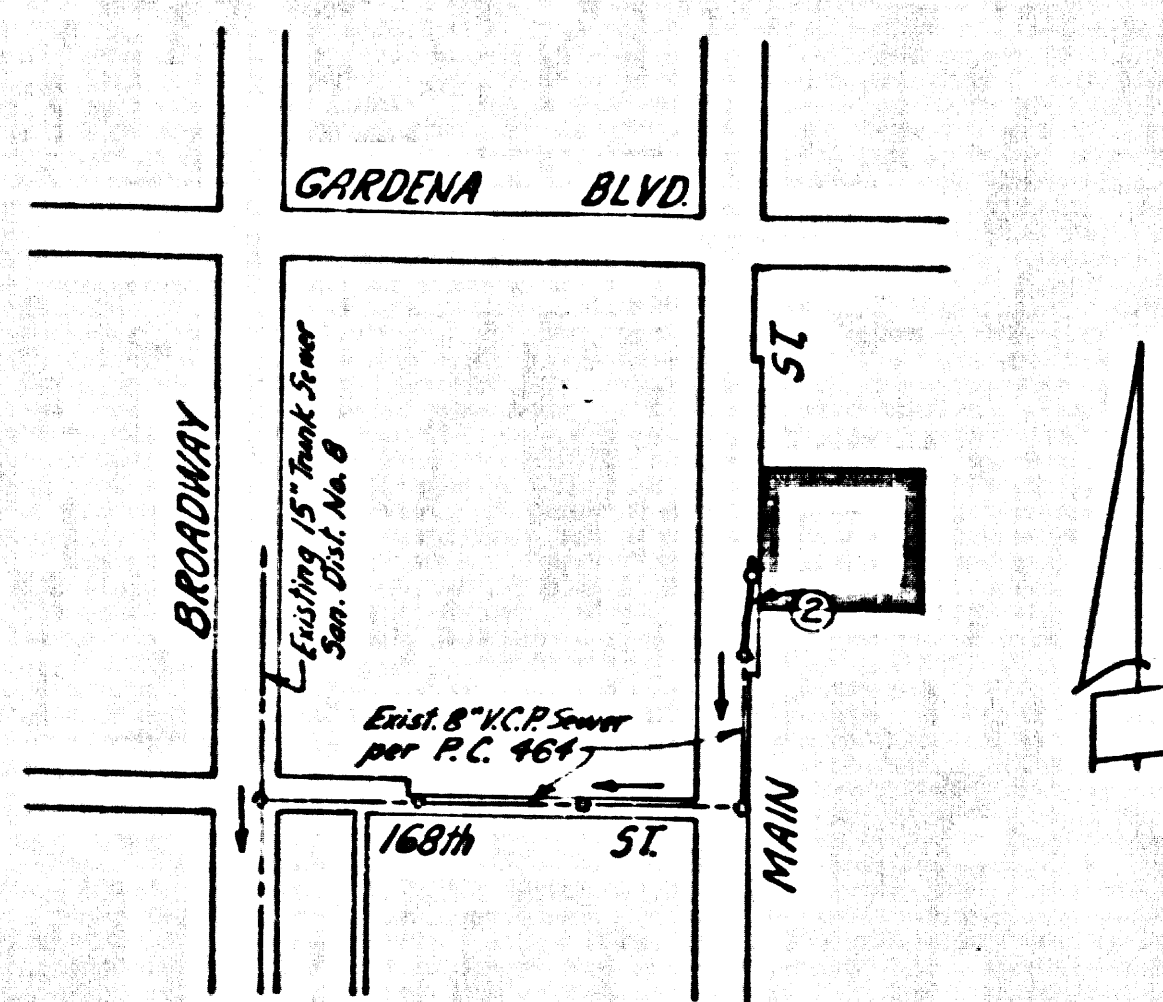 GARDENA BLVD.
ST.
BROADWAY
Existing 15" Trunk Sewer
San. Dist. No. 8
2
Exist. 8" V.C.P. Sewer
per P.C. 464
168th ST.
MAIN